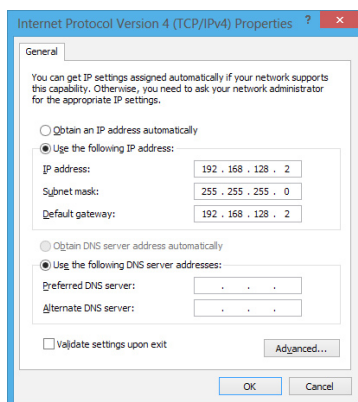 Internet Protocol Version 4 (TCP/IPv4) Properties ? ×
General
You can get IP settings assigned automatically if your network supports
this capability. Otherwise, you need to ask your network administrator
for the appropriate IP settings.
Obtain an IP address automatically
Use the following IP address:
IP address: 192 . 168 . 128 . 2
Subnet mask: 255 . 255 . 255 . 0
Default gateway: 192 . 168 . 128 . 2
Obtain DNS server address automatically
Use the following DNS server addresses:
Preferred DNS server: . . .
Alternate DNS server: . . .
Validate settings upon exit
Advanced...
OK Cancel